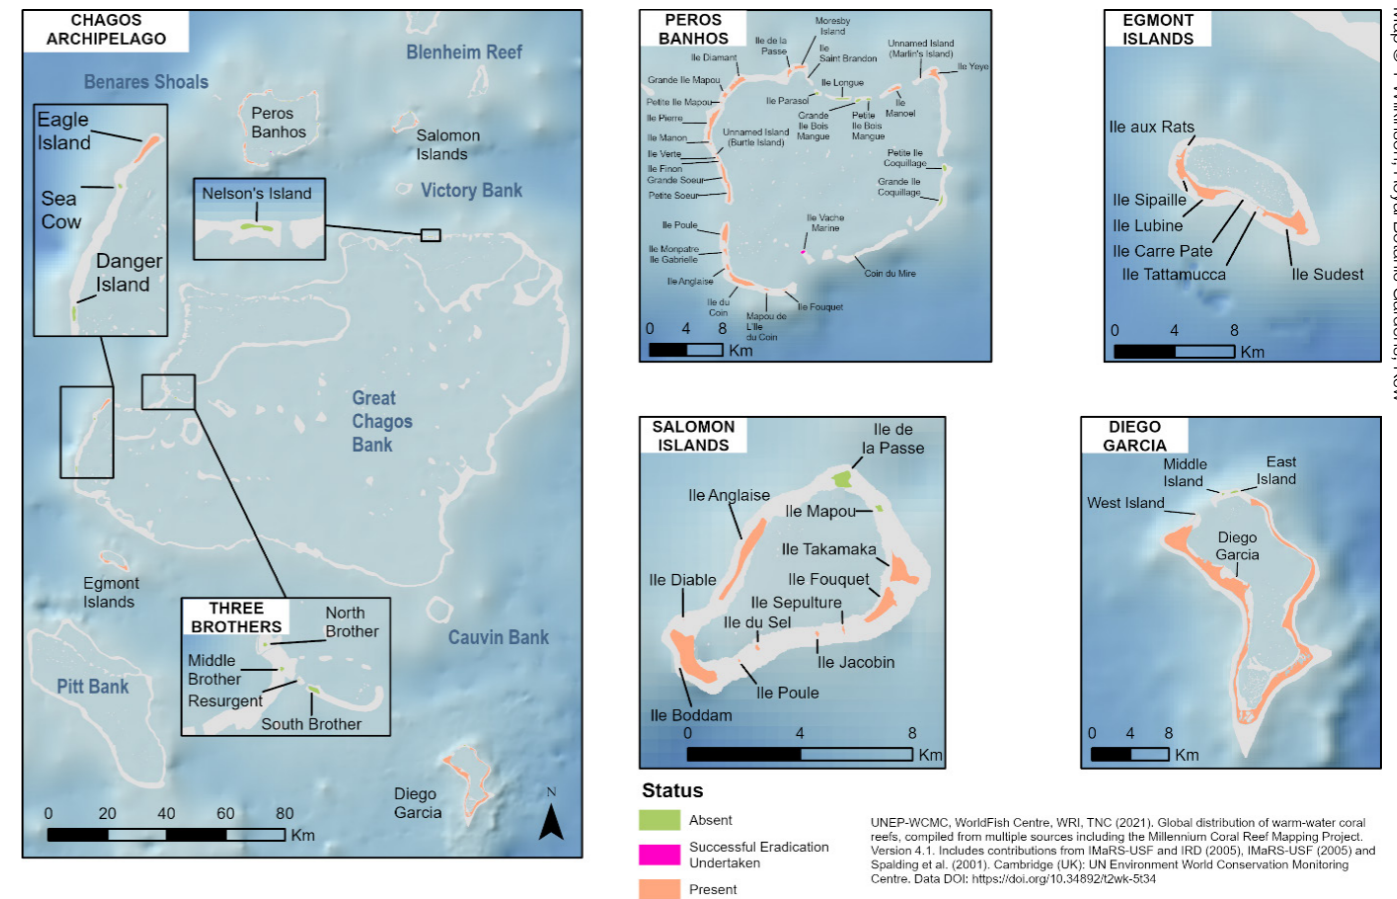 CHAGOS
ARCHIPELAGO
Blenheim Reef
Benares Shoals
Eagle
Island
Peros
Banhos
Salomon
Islands
Sea
Cow
Nelson's Island
Victory Bank
Danger
Island
Great
Chagos
Bank
Egmont
Islands
THREE
BROTHERS
North
Brother
Middle
Brother
Resurgent
South Brother
Cauvin Bank
Pitt Bank
Diego
Garcia
N
0 20 40 60 80
Km
PEROS
BANHOS
Moresby
Island
Ile de la
Passe
Ile
Saint Brandon
Unnamed Island
(Marlin's Island)
Ile Yeye
Ile Diamant
Grande Ile Mapou
Petite Ile Mapou
Ile Pierre
Ile Manon
Ile Verte
Ile Finon
Grande Soeur
Petite Soeur
Unnamed Island
(Burtle Island)
Ile Parasol
Ile Longue
Grande
Ile Bois
Mangue
Petite
Ile Bois
Mangue
Ile
Manoel
Petite Ile
Coquillage
Grande Ile
Coquillage
Ile Poule
Ile Monpatre
Ile Gabrielle
Ile Anglaise
Ile du
Coin
Mapou de
L'Ile
du Coin
Ile Fouquet
Ile Vache
Marine
Coin du Mire
0 4 8
Km
EGMONT
ISLANDS
Ile aux Rats
Ile Sipaille
Ile Lubine
Ile Carre Pate
Ile Tattamucca
Ile Sudest
0 4 8
Km
SALOMON
ISLANDS
Ile de
la Passe
Ile Anglaise
Ile Mapou
Ile Takamaka
Ile Diable
Ile Fouquet
Ile Sepulture
Ile du Sel
Ile Jacobin
Ile Poule
Ile Boddam
0 4 8
Km
DIEGO
GARCIA
Middle
Island
East
Island
West Island
Diego
Garcia
0 4 8
Km
Status
Absent
Successful Eradication
Undertaken
Present
UNEP-WCMC, WorldFish Centre, WRI, TNC (2021). Global distribution of warm-water coral
reefs, compiled from multiple sources including the Millennium Coral Reef Mapping Project.
Version 4.1. Includes contributions from IMaRS-USF and IRD (2005), IMaRS-USF (2005) and
Spalding et al. (2001). Cambridge (UK): UN Environment World Conservation Monitoring
Centre. Data DOI: https://doi.org/10.34892/t2wk-5t34